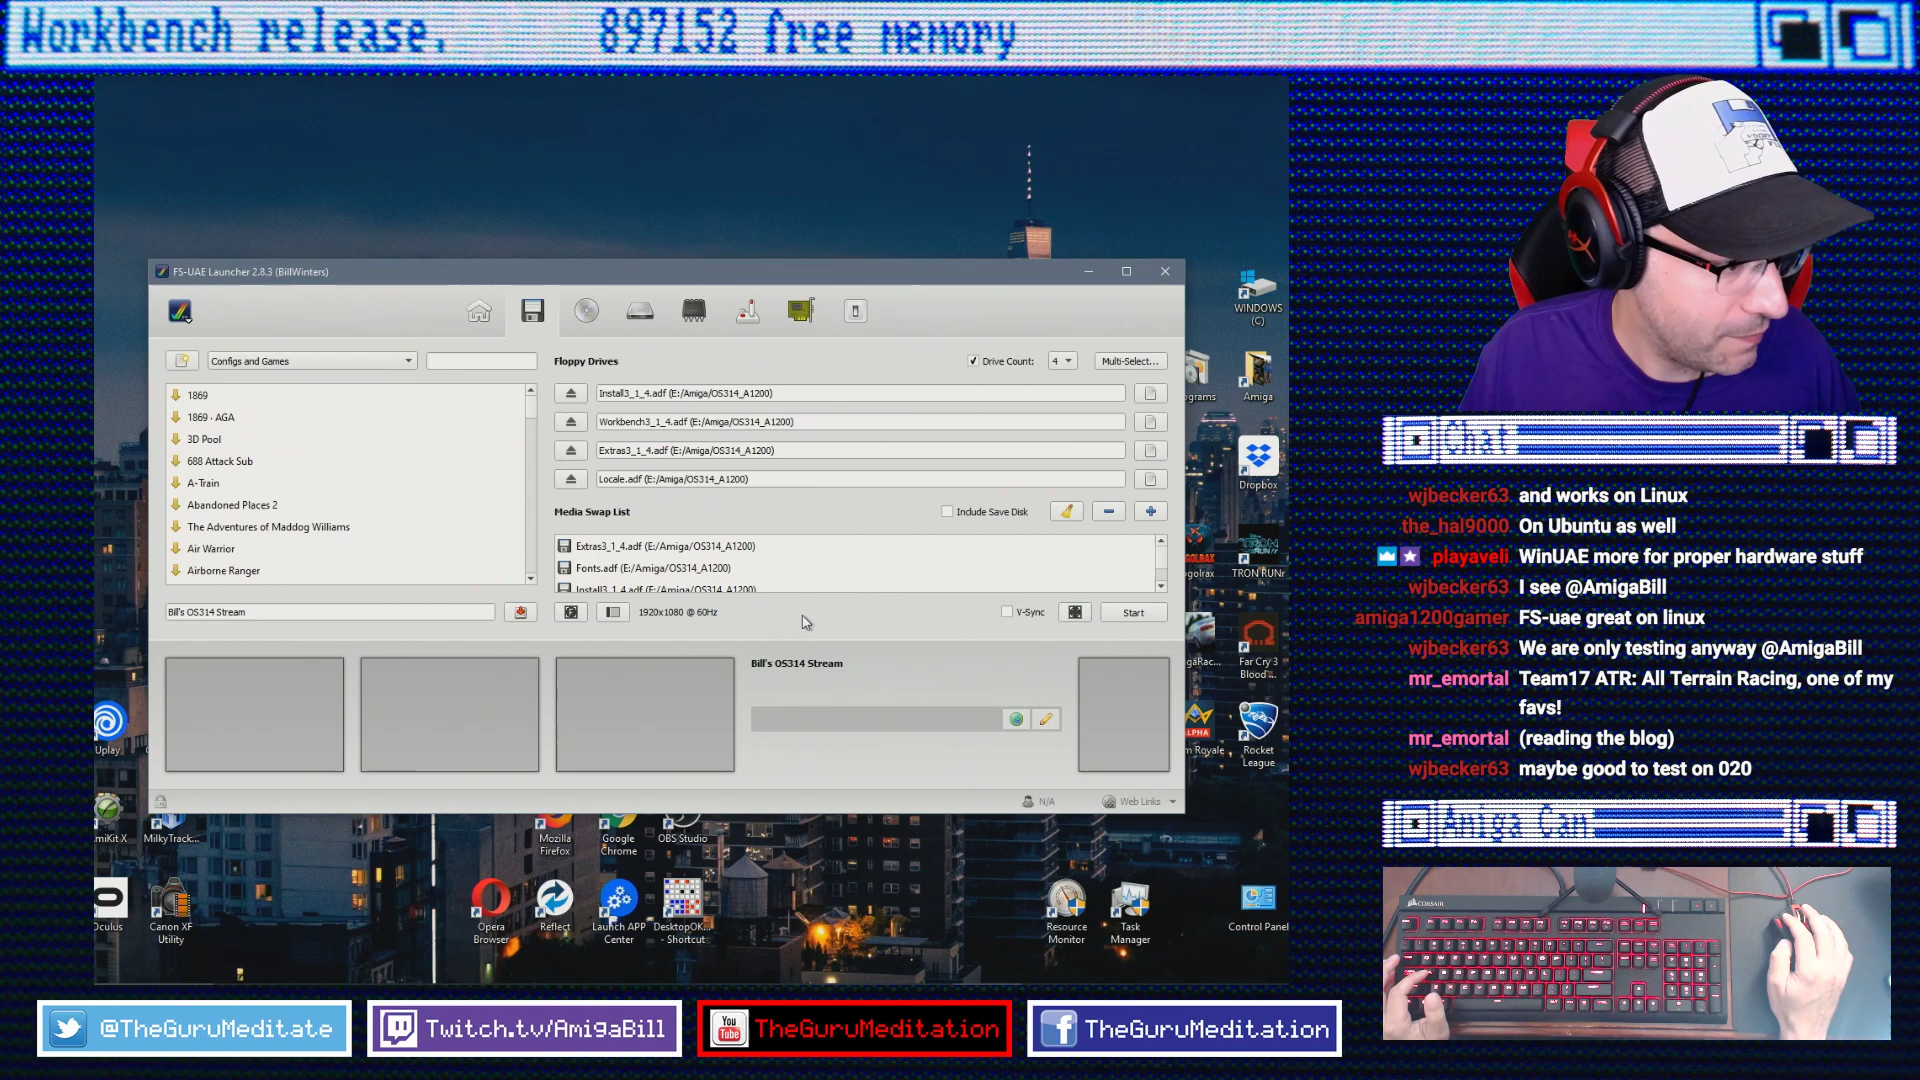 Workbench release.     897152 free memory
FS-UAE Launcher 2.8.3 (BillWinters)
Configs and Games
1869
1869 · AGA
3D Pool
688 Attack Sub
A-Train
Abandoned Places 2
The Adventures of Maddog Williams
Air Warrior
Airborne Ranger
Bill's OS314 Stream
Floppy Drives
Drive Count:
4
Multi-Select...
Install3_1_4.adf (E:/Amiga/OS314_A1200)
Workbench3_1_4.adf (E:/Amiga/OS314_A1200)
Extras3_1_4.adf (E:/Amiga/OS314_A1200)
Locale.adf (E:/Amiga/OS314_A1200)
Media Swap List
Include Save Disk
Extras3_1_4.adf (E:/Amiga/OS314_A1200)
Fonts.adf (E:/Amiga/OS314_A1200)
Install3_1_4.adf (E:/Amiga/OS314_A1200)
1920x1080 @ 60Hz
V-Sync
Start
Bill's OS314 Stream
N/A
Web Links
WINDOWS
(C)
Amiga
Dropbox
TRON RUNr
Far Cry 3
Blood ...
Rocket
League
Uplay
MilkyTrack...
Mozilla
Firefox
Google
Chrome
OBS Studio
Canon XF
Utility
Opera
Browser
Reflect
Launch APP
Center
DesktopOK...
- Shortcut
Resource
Monitor
Task
Manager
Control Panel
Chat
wjbecker63 and works on Linux
the_hal9000 On Ubuntu as well
playaveli WinUAE more for proper hardware stuff
wjbecker63 I see @AmigaBill
amiga1200gamer FS-uae great on linux
wjbecker63 We are only testing anyway @AmigaBill
mr_emortal Team17 ATR: All Terrain Racing, one of my
favs!
mr_emortal (reading the blog)
wjbecker63 maybe good to test on 020
Amiga Cam
CORSAIR
@TheGuruMeditate
Twitch.tv/AmigaBill
You
Tube
TheGuruMeditation
TheGuruMeditation